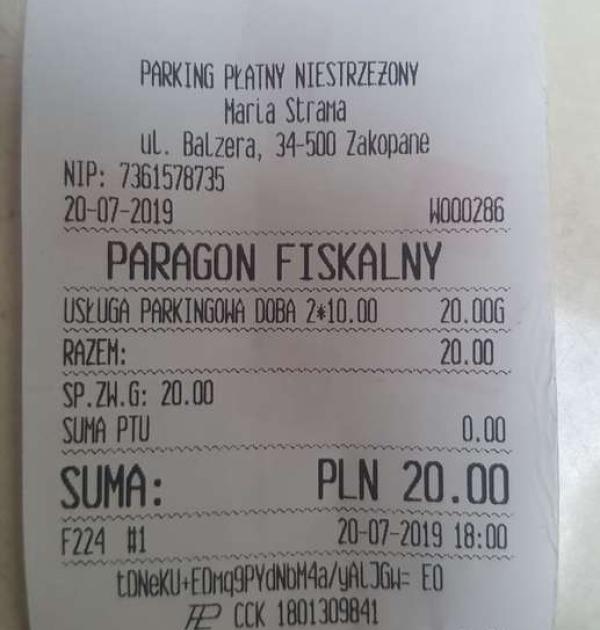 PARKING PŁATNY NIESTRZEŻONY
Maria Strama
ul. Balzera, 34-500 Zakopane
NIP: 7361578735
20-07-2019 W000286
PARAGON FISKALNY
USŁUGA PARKINGOWA DOBA 2*10.00 20.00G
RAZEM: 20.00
SP.ZW.G: 20.00
SUMA PTU 0.00
SUMA: PLN 20.00
F224 #1 20-07-2019 18:00
tDNeKU+EDmq9PYdNbM4a/yALJGw= EO
CCK 1801309841